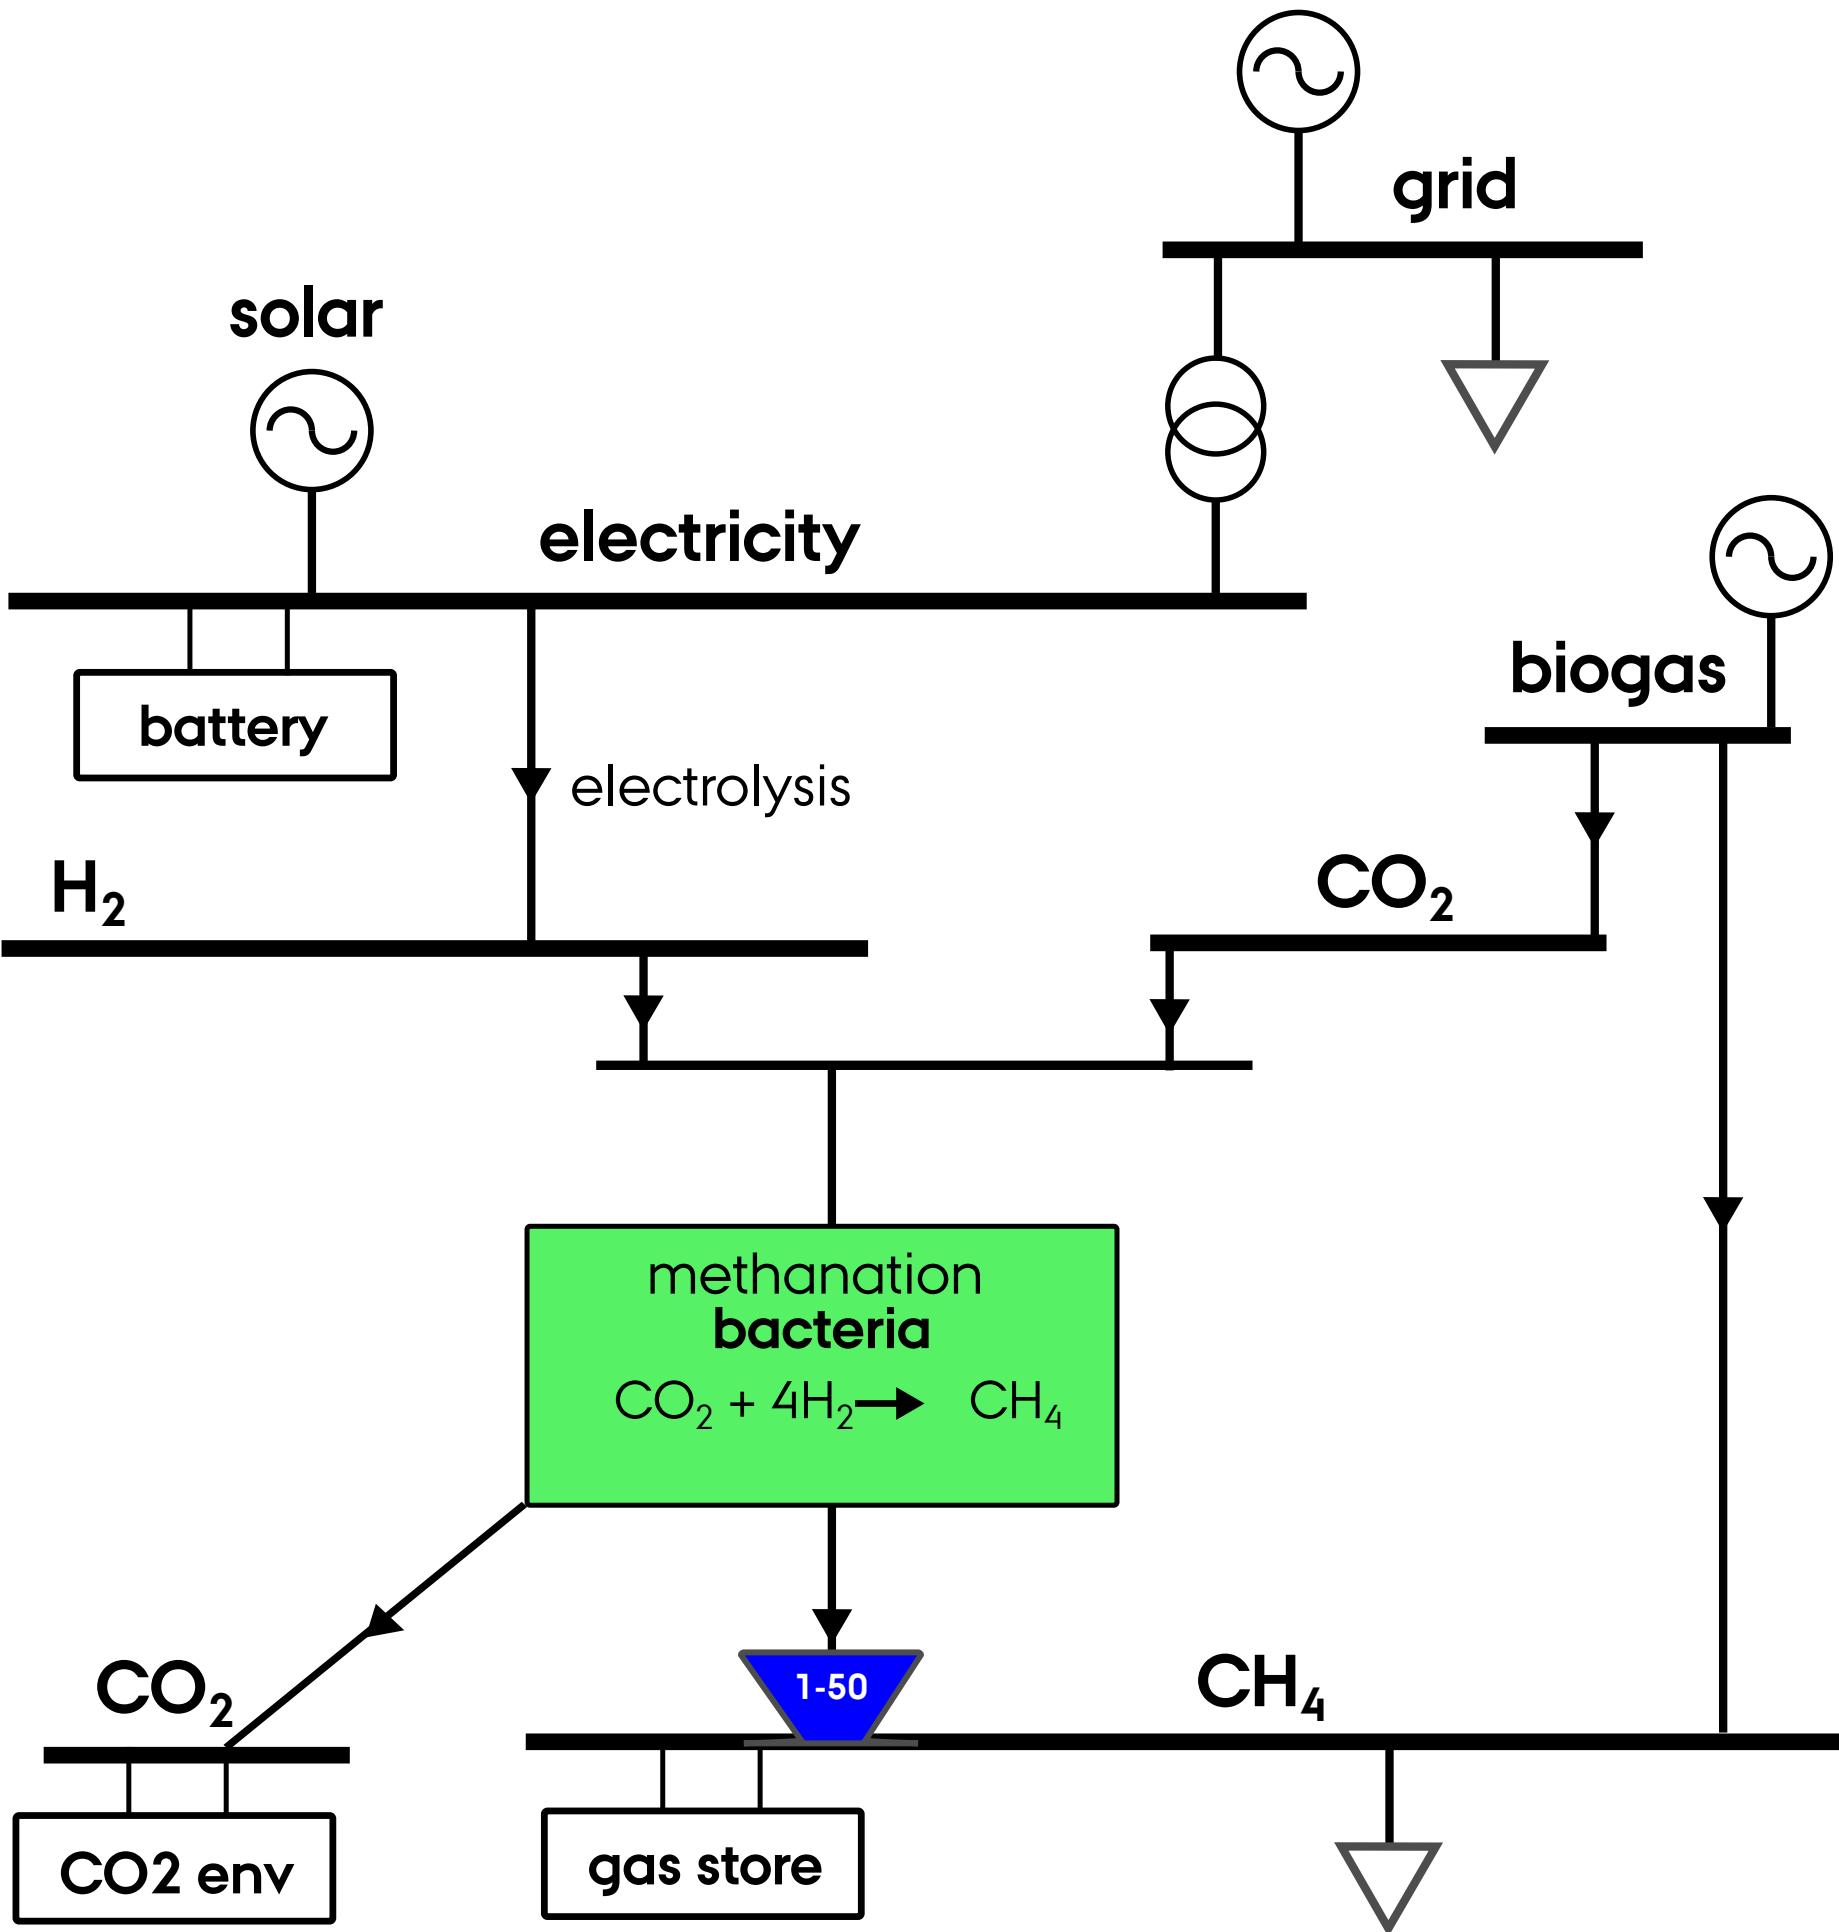 grid
solar
electricity
biogas
battery
electrolysis
H₂
CO₂
methanation
bacteria
CO₂ + 4H₂ CH₄
CO₂
1-50
CH₄
CO2 env
gas store